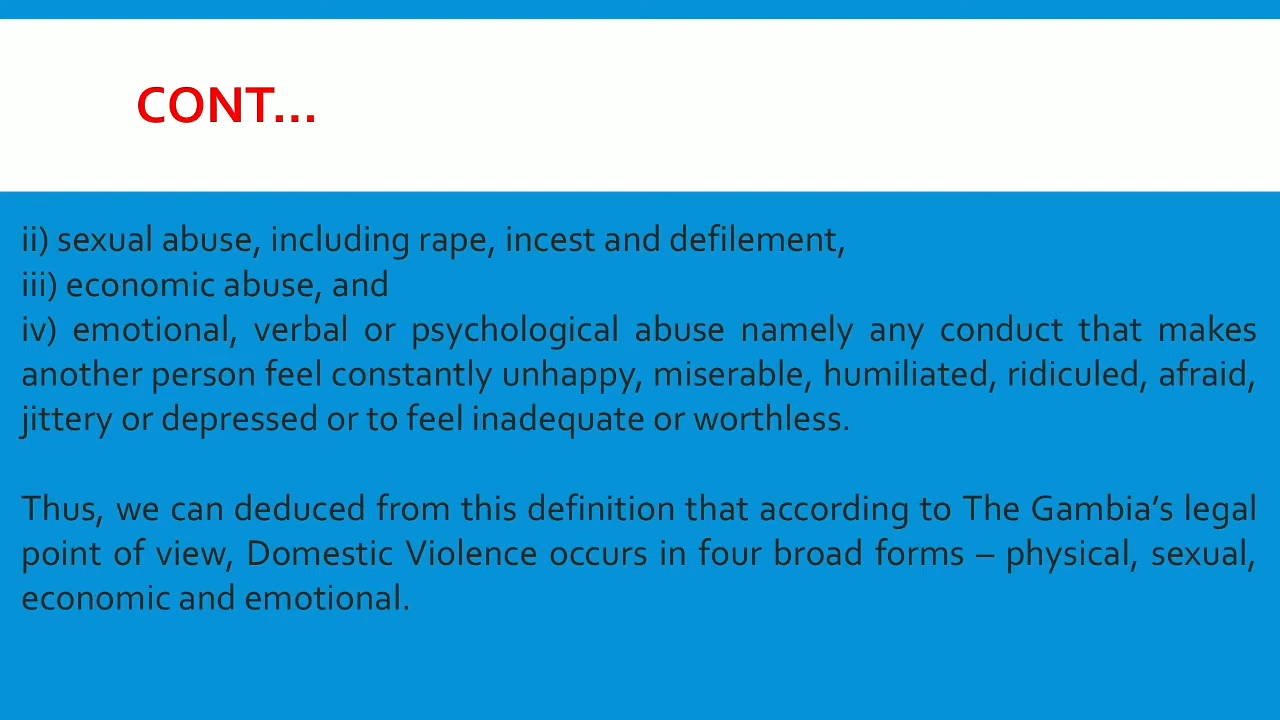 CONT...
ii) sexual abuse, including rape, incest and defilement,
iii) economic abuse, and
iv) emotional, verbal or psychological abuse namely any conduct that makes
another person feel constantly unhappy, miserable, humiliated, ridiculed, afraid,
jittery or depressed or to feel inadequate or worthless.
Thus, we can deduced from this definition that according to The Gambia’s legal
point of view, Domestic Violence occurs in four broad forms – physical, sexual,
economic and emotional.